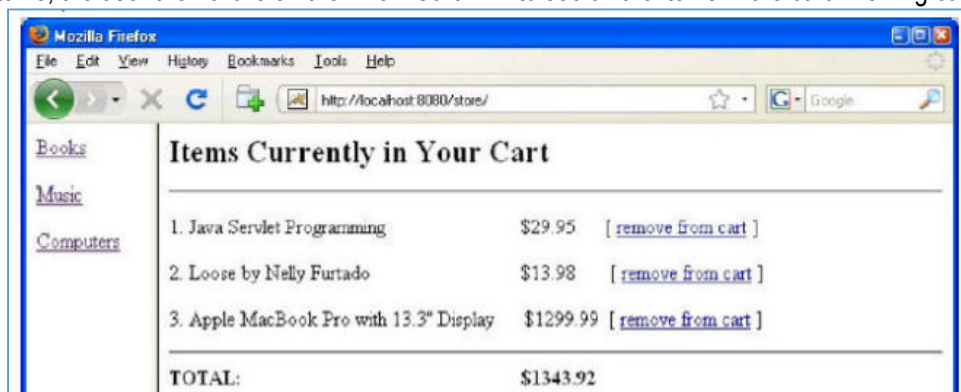 Mozilla Firefox
File Edit View History Bookmarks Tools Help
http://localhost:8080/store/ G Google
Books
Music
Computers
Items Currently in Your Cart
1. Java Servlet Programming $29.95 [ remove from cart ]
2. Loose by Nelly Furtado $13.98 [ remove from cart ]
3. Apple MacBook Pro with 13.3" Display $1299.99 [ remove from cart ]
TOTAL: $1343.92